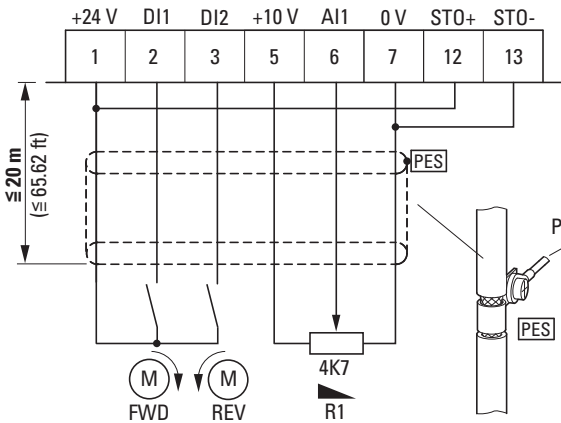 +24 V DI1 DI2 +10 V AI1 0 V STO+ STO-
1 2 3 5 6 7 12 13
≦ 20 m
(≦ 65.62 ft)
PES
P
PES
4K7
M M
FWD REV
R1